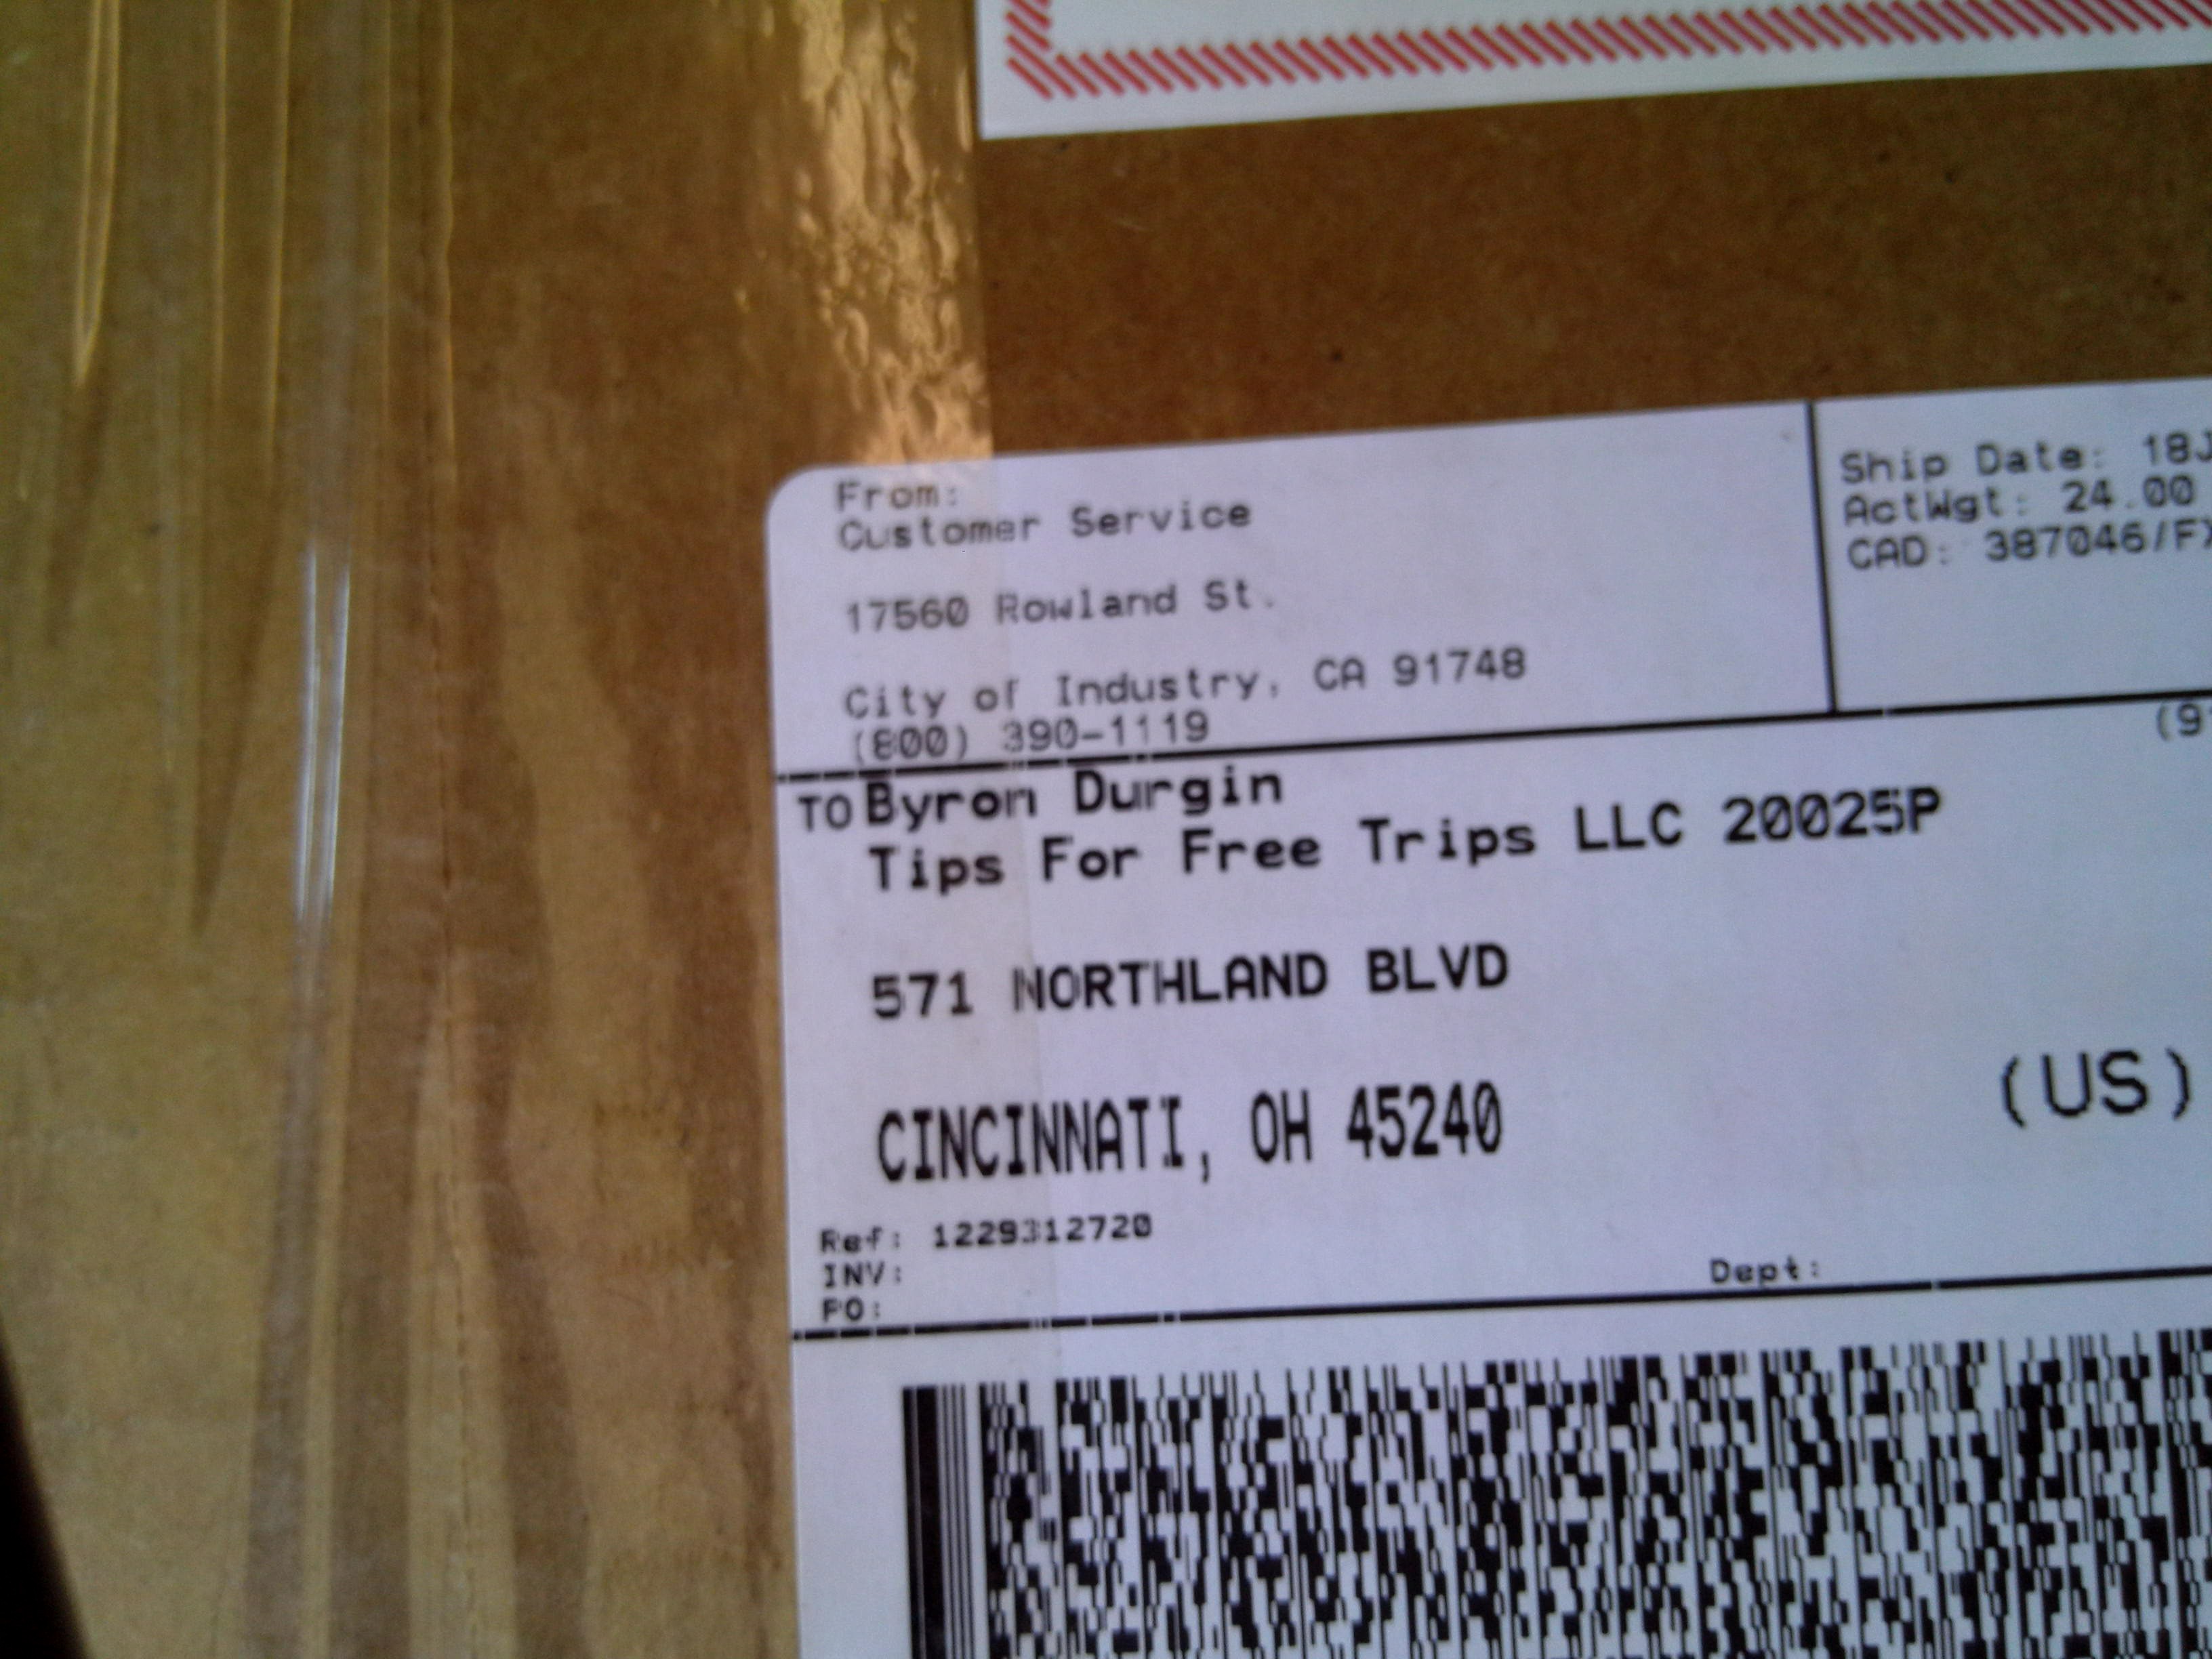 From:
Customer Service
17560 Rowland St.
City of Industry, CA 91748
(800) 390-1119
Ship Date: 18J
ActWgt: 24.00
CAD: 387046/FX
(9
TO Byron Durgin
Tips For Free Trips LLC 20025P
571 NORTHLAND BLVD
CINCINNATI, OH 45240
(US)
Ref: 1229312720
INV:
PO:
Dept: